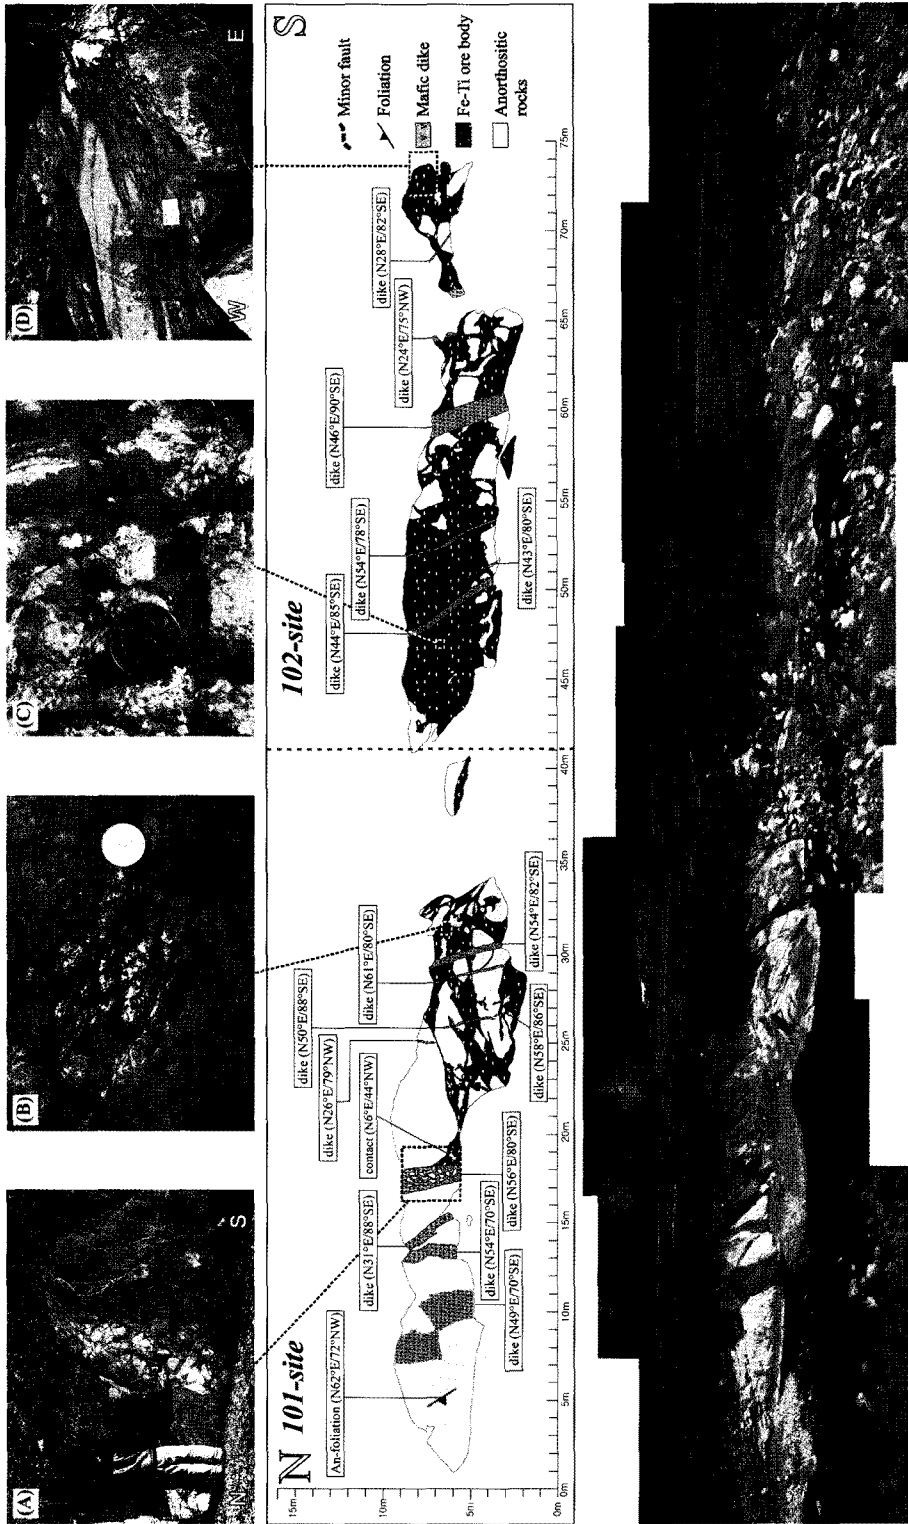 (A)
N
S
(B)
(C)
(D)
W
E
N
S
101-site
102-site
An-foliation (N62°E/72°NW)
dike (N31°E/88°SE)
contact (N6°E/44°NW)
dike (N26°E/79°NW)
dike (N50°E/88°SE)
dike (N61°E/80°SE)
dike (N49°E/70°SE)
dike (N54°E/70°SE)
dike (N56°E/80°SE)
dike (N58°E/86°SE)
dike (N54°E/82°SE)
dike (N44°E/85°SE)
dike (N54°E/78°SE)
dike (N46°E/90°SE)
dike (N24°E/75°NW)
dike (N28°E/82°SE)
dike (N43°E/80°SE)
Minor fault
Foliation
Mafic dike
Fe-Ti ore body
Anorthositic
rocks
15m
10m
5m
0m
0m
5m
10m
15m
20m
25m
30m
35m
40m
45m
50m
55m
60m
65m
70m
75m